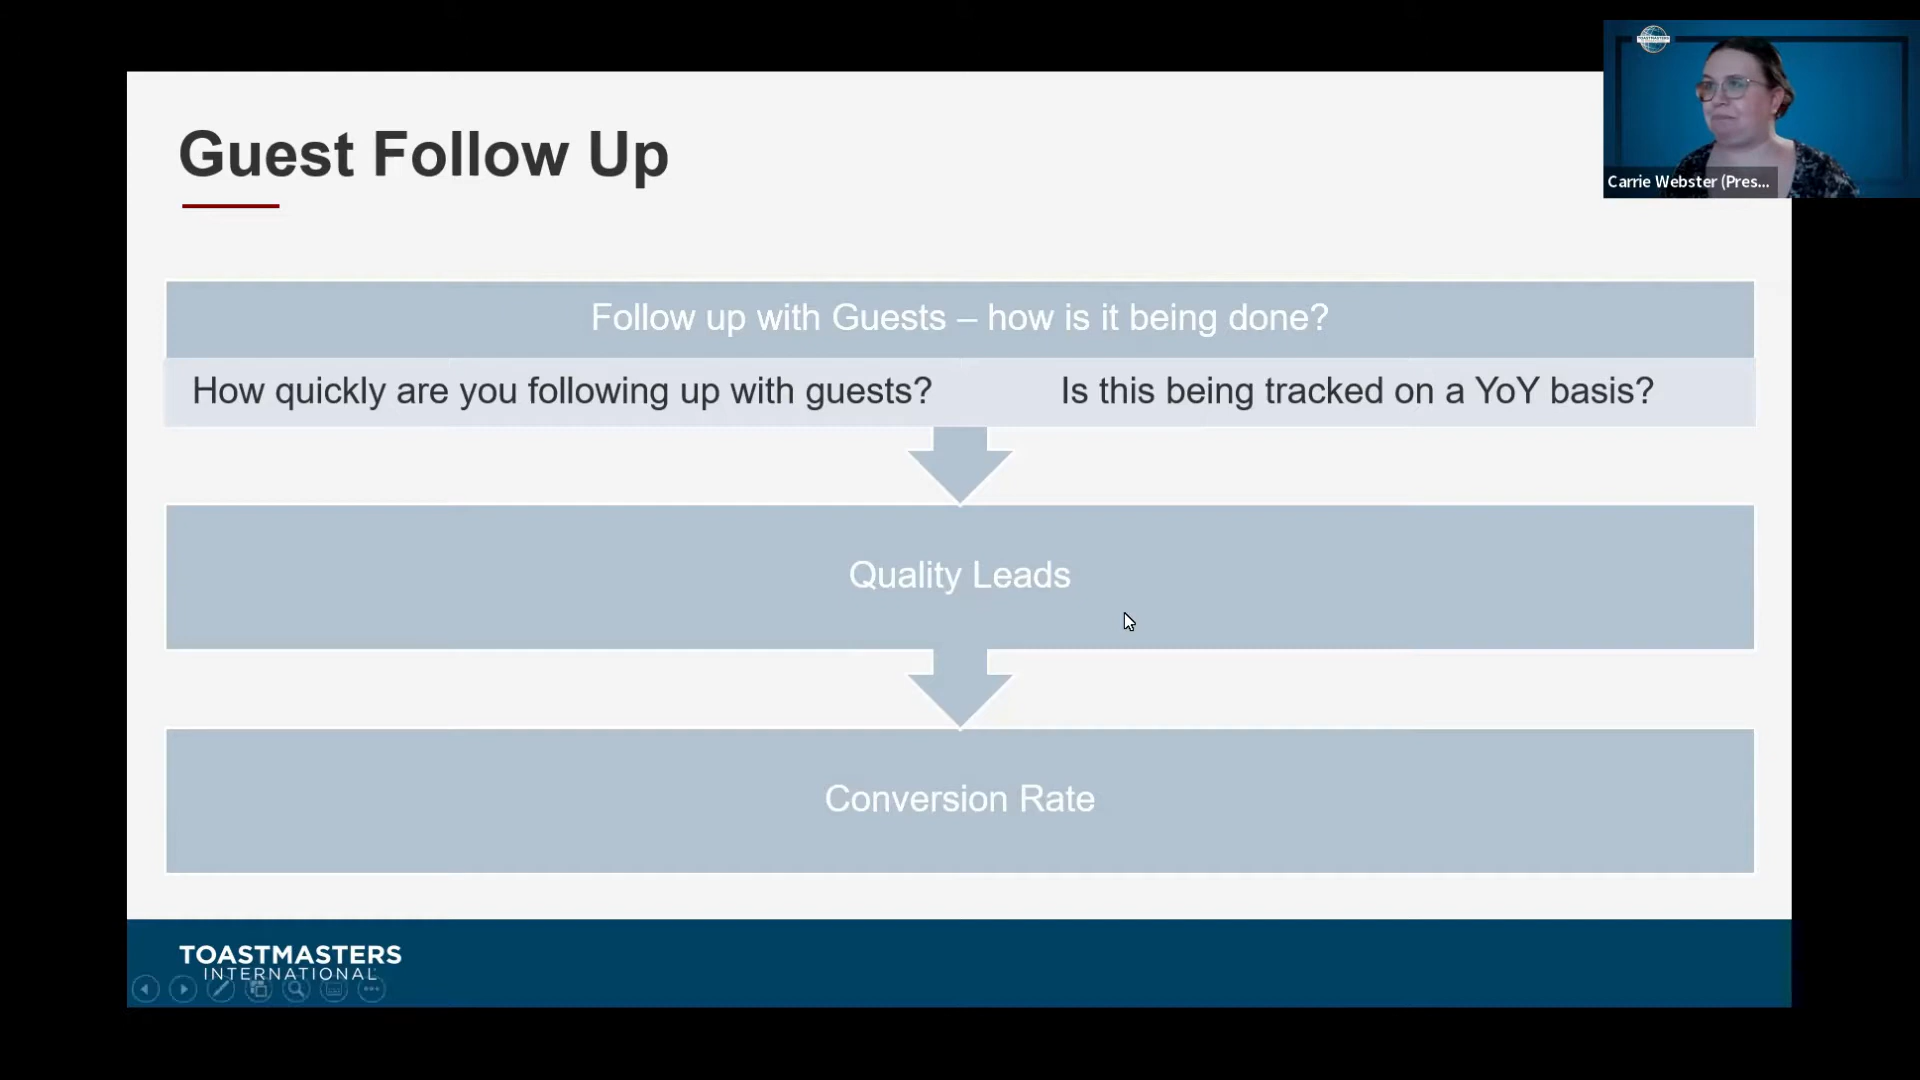 Guest Follow Up
TOASTMASTERS
Carrie Webster (Pres...
Follow up with Guests – how is it being done?
How quickly are you following up with guests?
Is this being tracked on a YoY basis?
Quality Leads
Conversion Rate
TOASTMASTERS
INTERNATIONAL